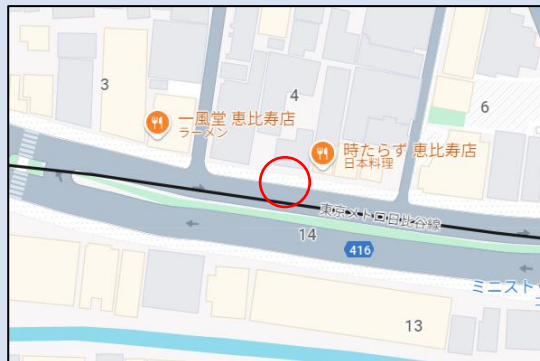 3
4
6
一風堂 恵比寿店
ラーメン
時たらず 恵比寿店
日本料理
東京メトロ日比谷線
14
416
ミニスト
13